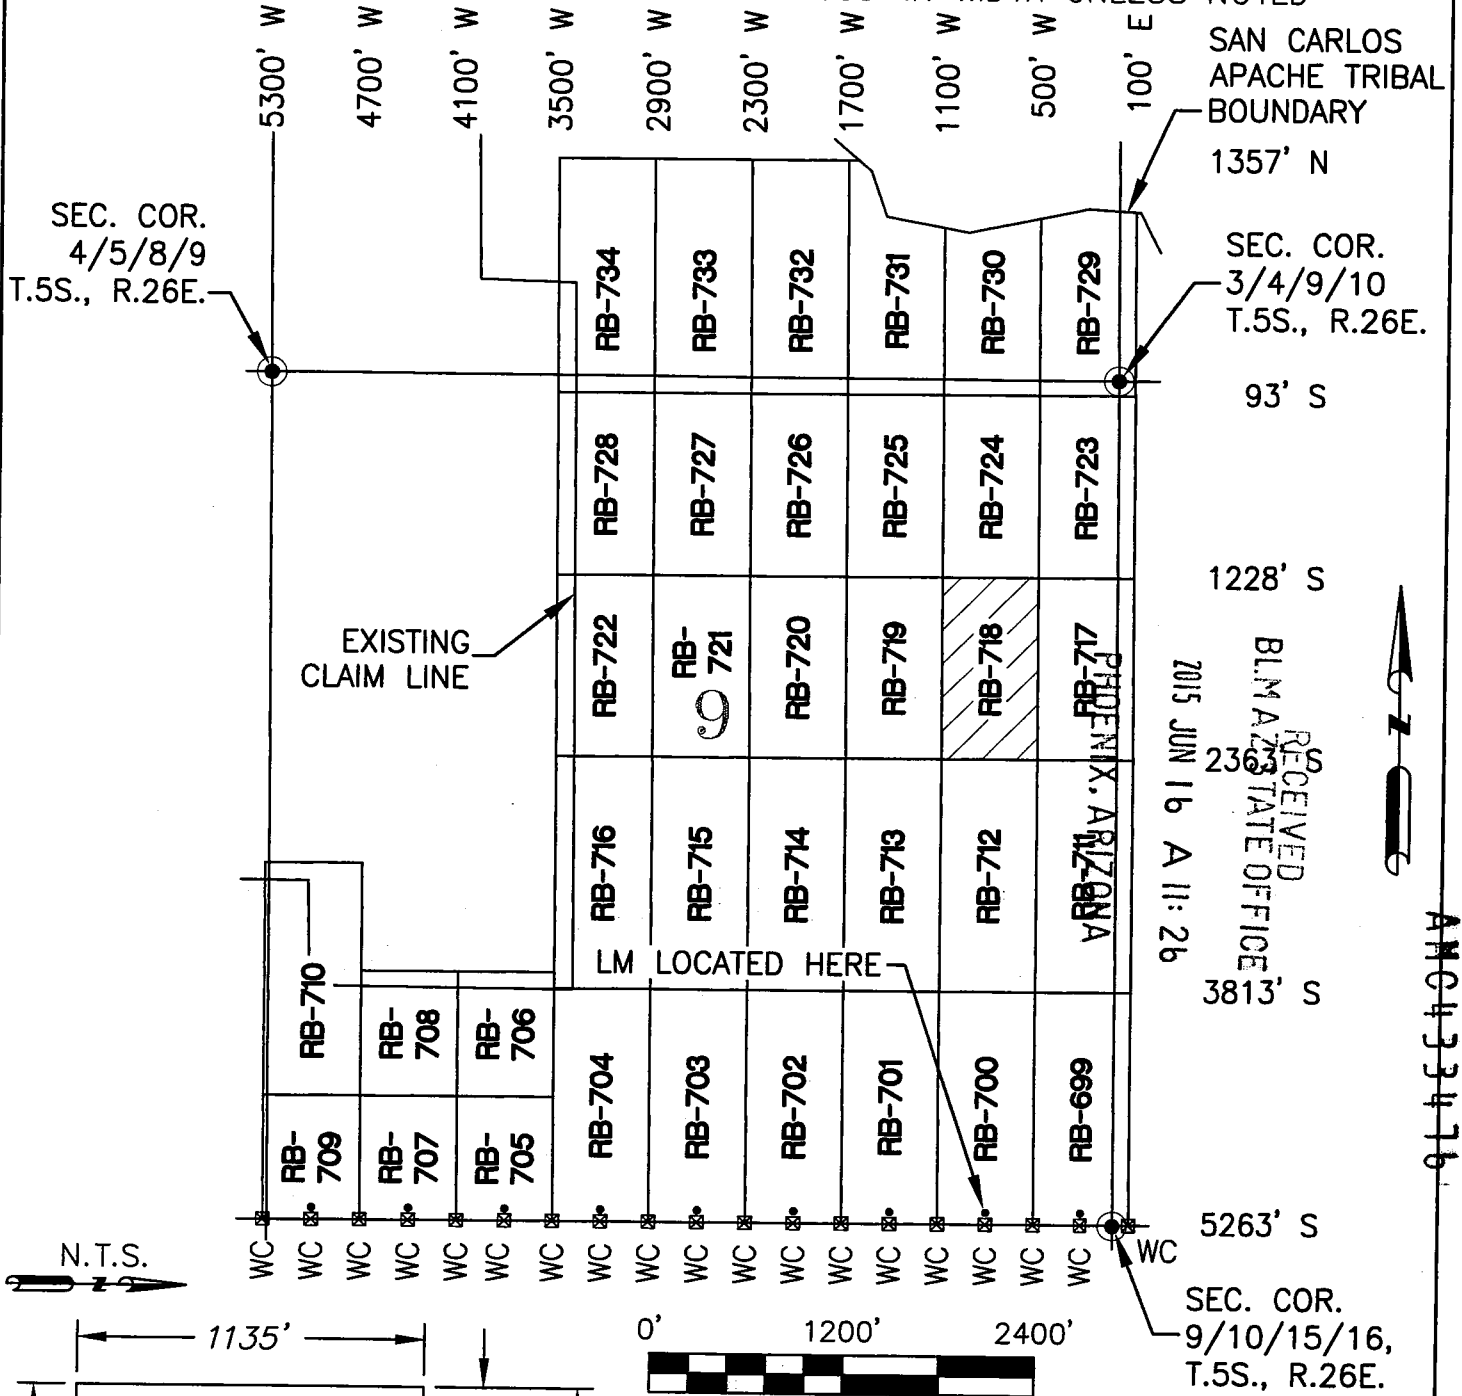 5300' W
4700' W
4100' W
3500' W
2900' W
2300' W
1700' W
1100' W
500' W
100' E
UNLESS NOTED
SAN CARLOS
APACHE TRIBAL
BOUNDARY
1357' N
SEC. COR.
4/5/8/9
T.5S., R.26E.
SEC. COR.
3/4/9/10
T.5S., R.26E.
RB-734
RB-733
RB-732
RB-731
RB-730
RB-729
93' S
RB-728
RB-727
RB-726
RB-725
RB-724
RB-723
1228' S
EXISTING
CLAIM LINE
RB-722
RB-
721
9
RB-720
RB-719
RB-718
RB-717
2363' S
RECEIVED
BLM AZ STATE OFFICE
2015 JUN 16 A 11:26
PHOENIX, ARIZONA
Z
RB-716
RB-715
RB-714
RB-713
RB-712
RB-711
AMC433476
LM LOCATED HERE
3813' S
RB-710
RB-
708
RB-
706
RB-704
RB-703
RB-702
RB-701
RB-700
RB-699
RB-
709
RB-
707
RB-
705
5263' S
WC WC WC WC WC WC WC WC WC WC WC WC WC WC WC WC WC WC WC
N.T.S.
Z
SEC. COR.
9/10/15/16,
T.5S., R.26E.
1135'
0' 1200' 2400'